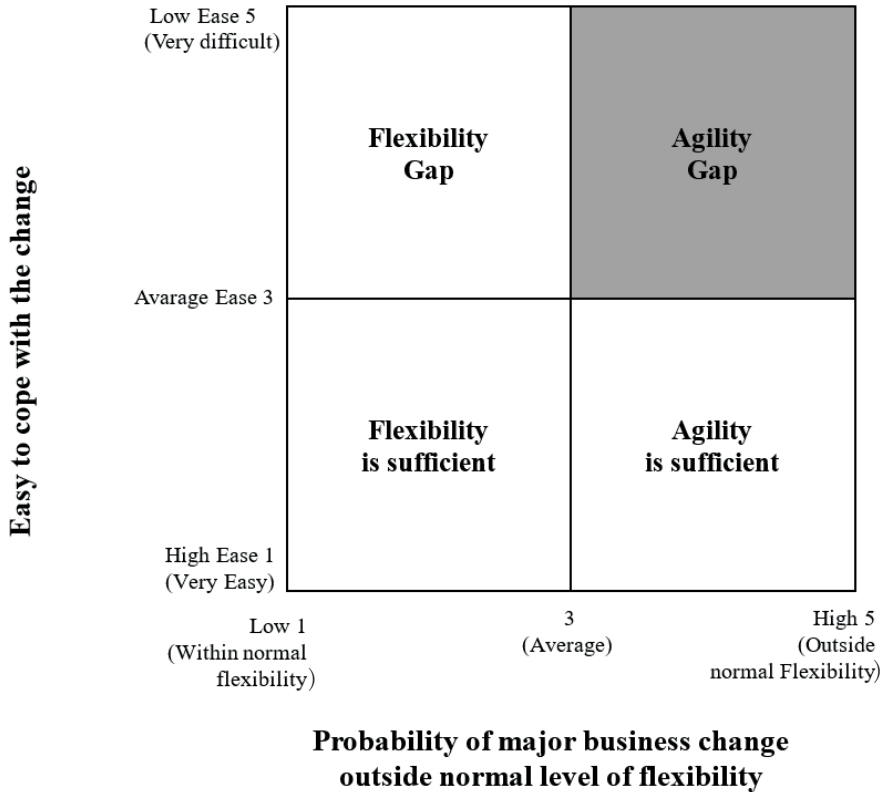 Low Ease 5
(Very difficult)
Flexibility
Gap
Agility
Gap
Easy to cope with the change
Avarage Ease 3
Flexibility
is sufficient
Agility
is sufficient
High Ease 1
(Very Easy)
Low 1
(Within normal
flexibility)
3
(Average)
High 5
(Outside
normal Flexibility)
Probability of major business change
outside normal level of flexibility